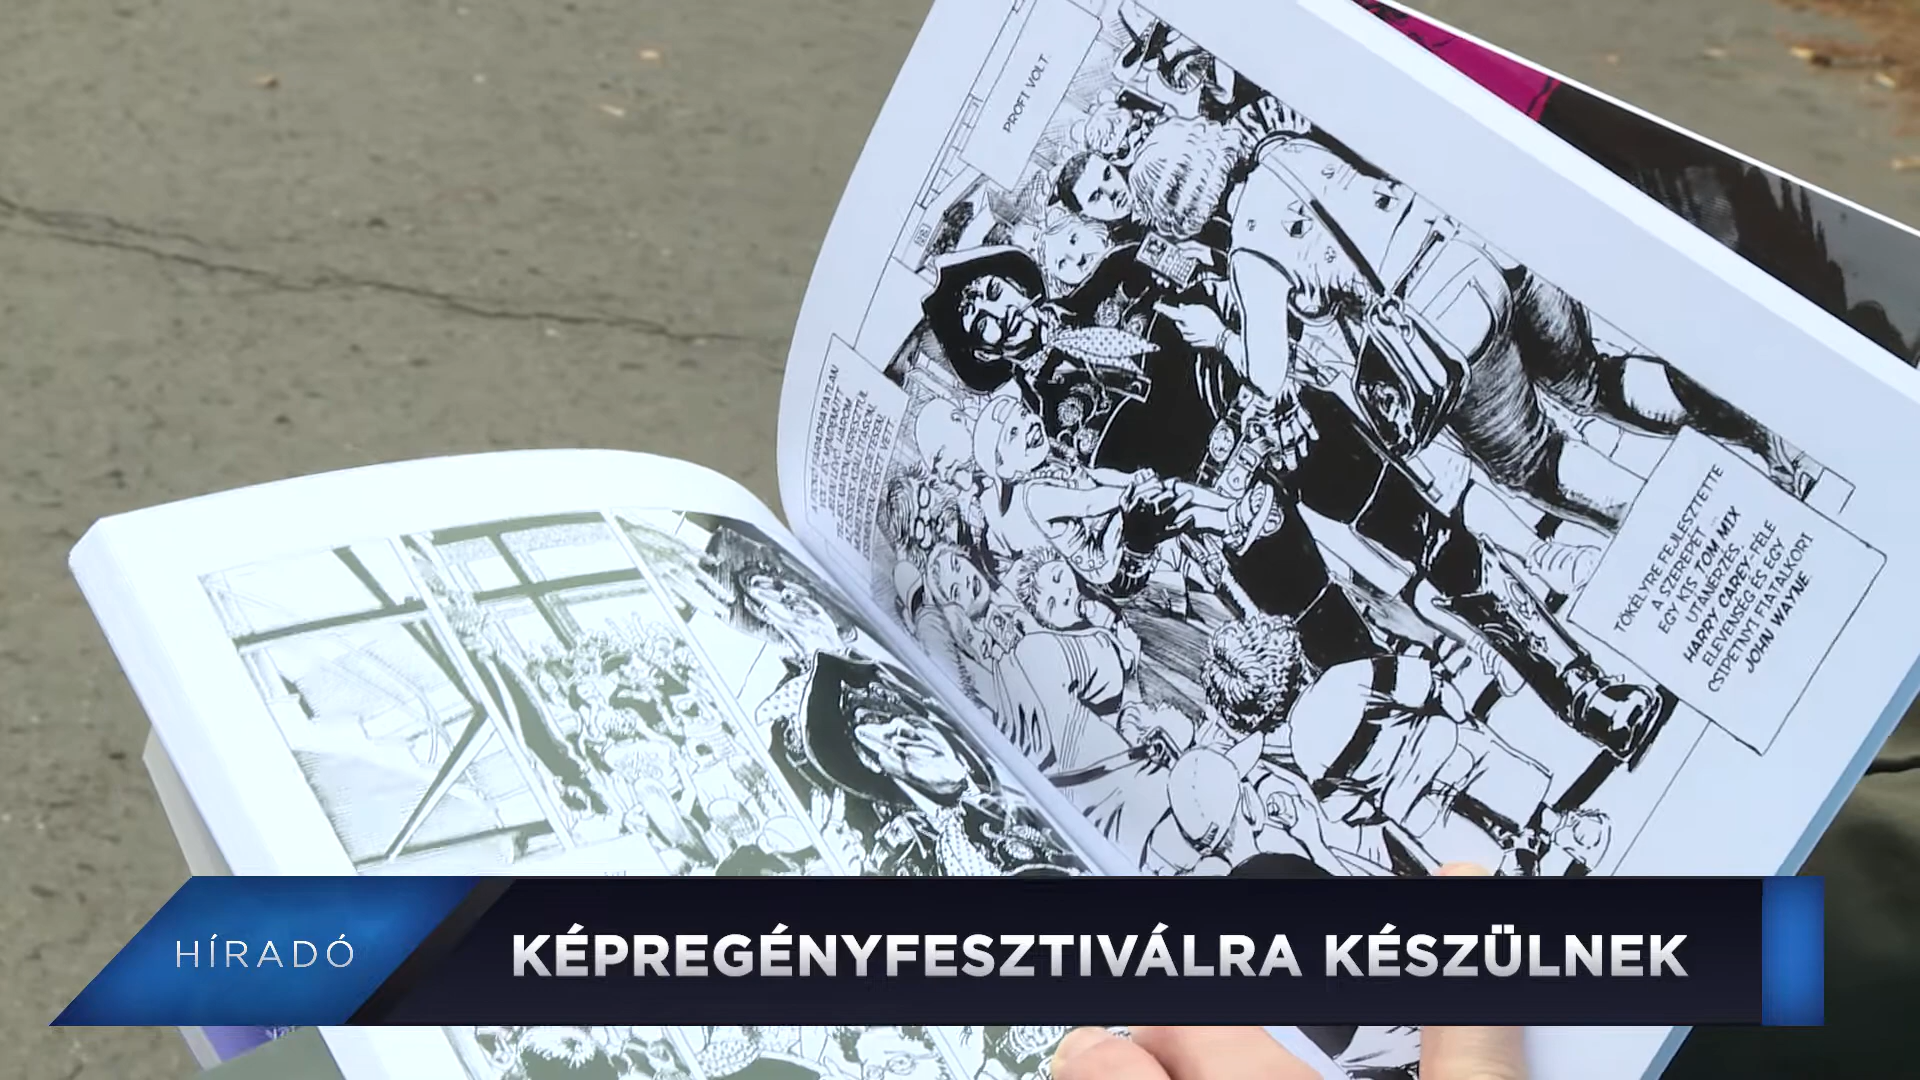 PROFI VOLT.
TÖKÉLYRE FEJLESZTETTE
A SZEREPÉT ...
EGY KIS TOM MIX
UTÁNÉRZÉS,
HARRY CAREY-FÉLE
ELEVENSÉG ÉS EGY
CSIPETNYI FIATALKORI
JOHN WAYNE.
HÍRADÓ
KÉPREGÉNYFESZTIVÁLRA KÉSZÜLNEK